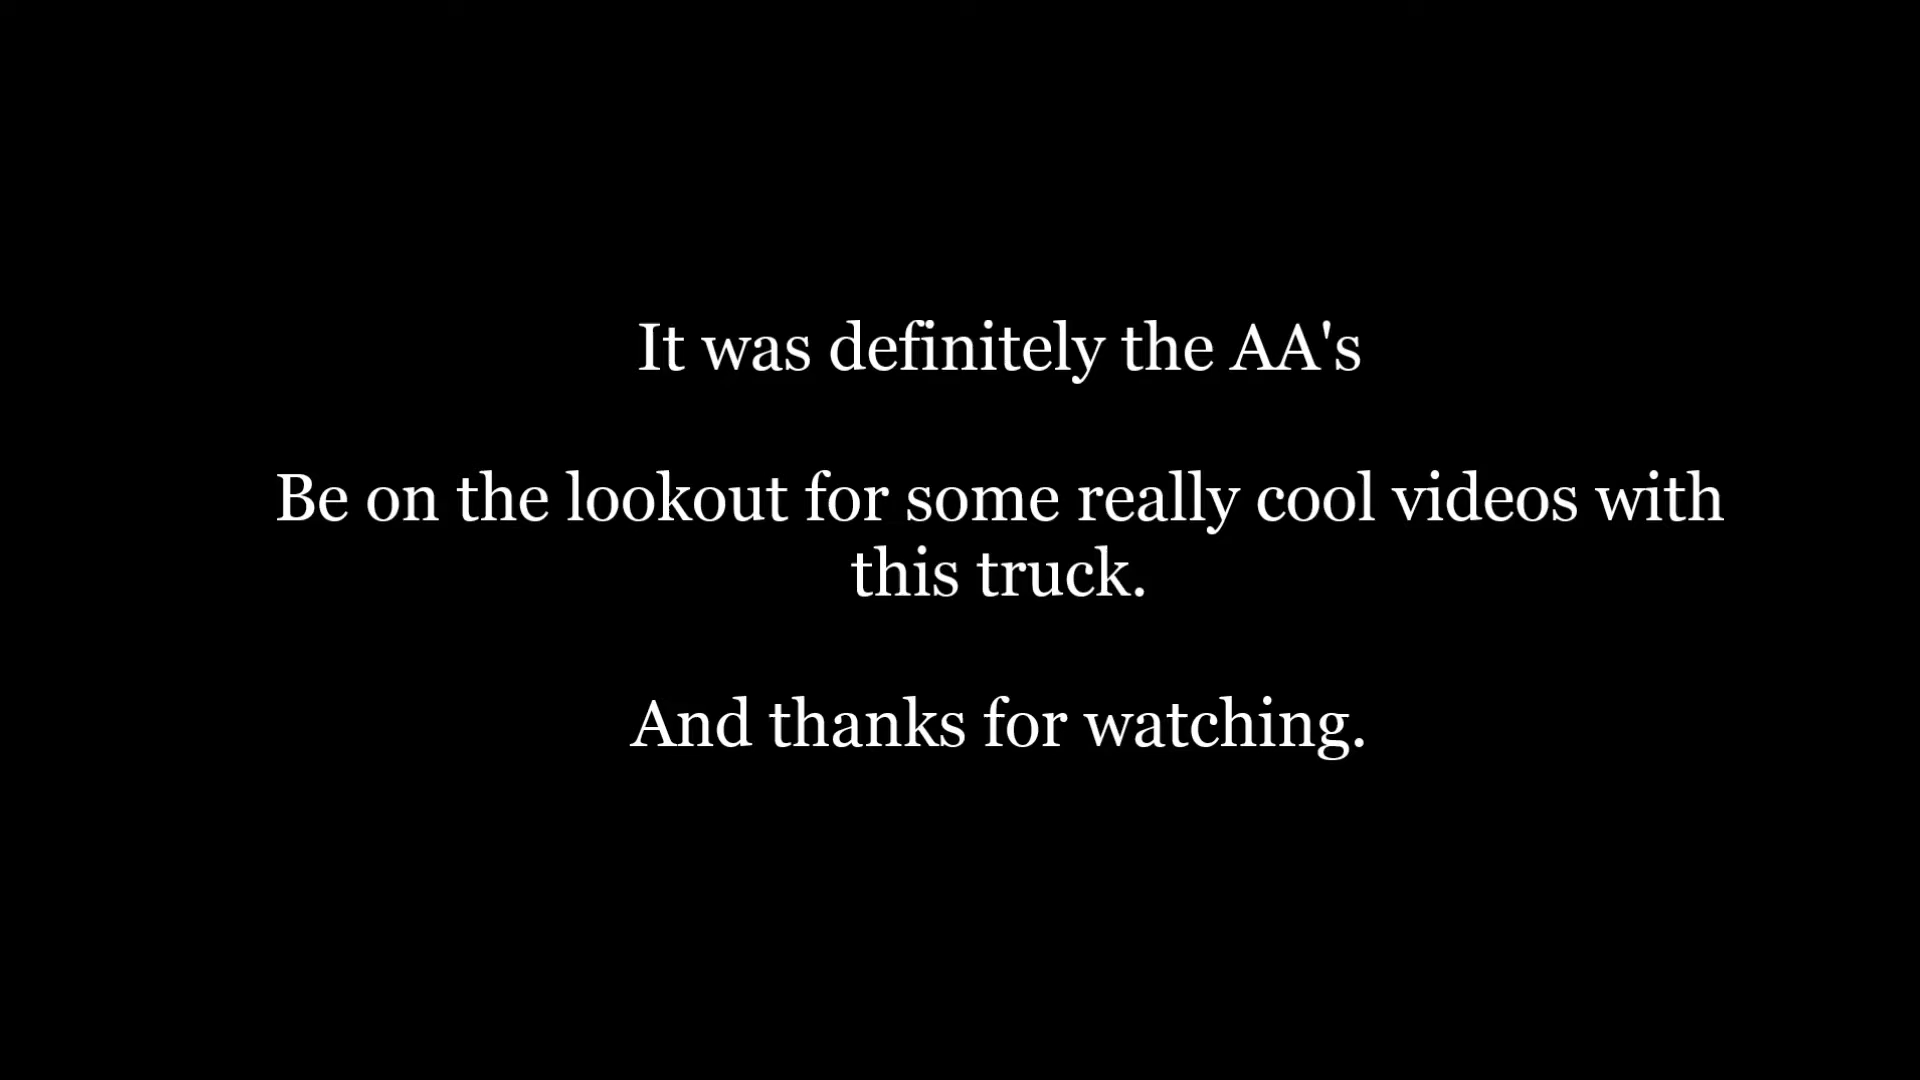 It was definitely the AA's
Be on the lookout for some really cool videos with
this truck.
And thanks for watching.